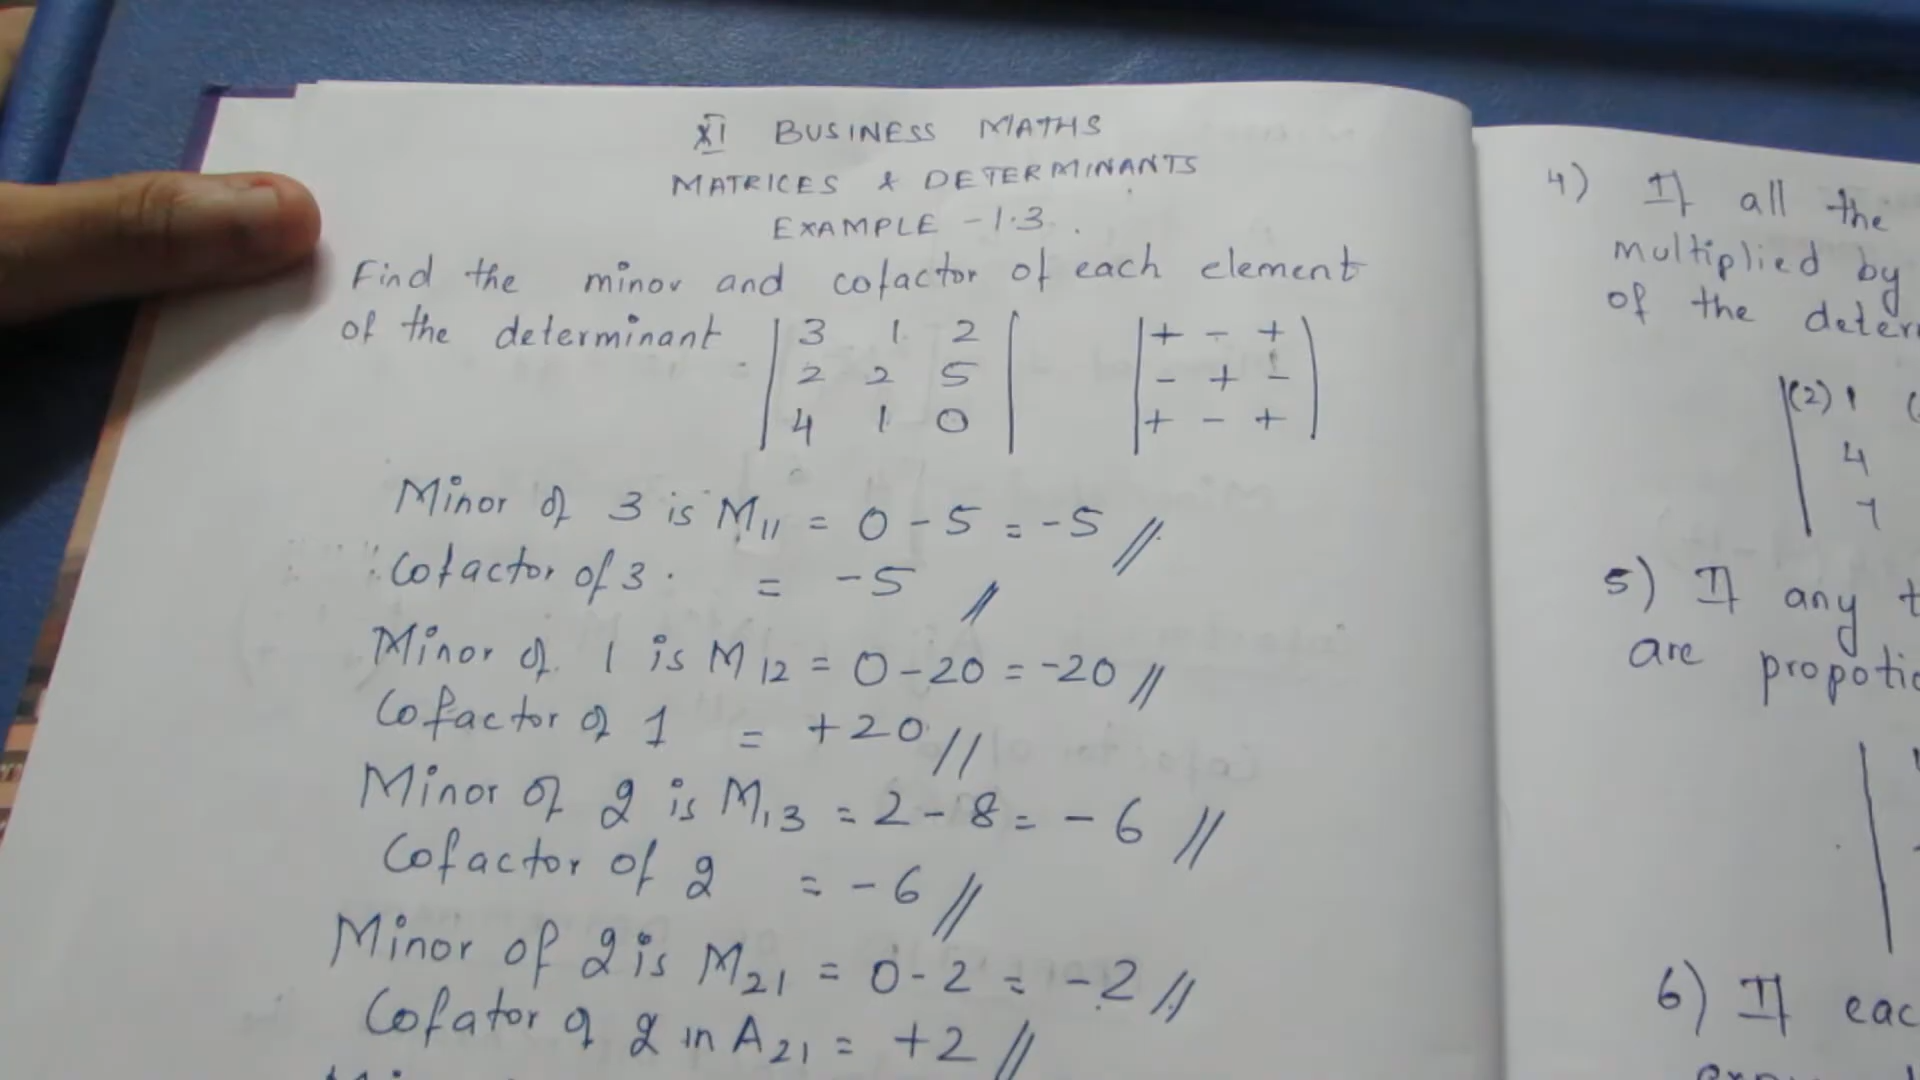 XI BUSINESS MATHS
MATRICES & DETERMINANTS
EXAMPLE - 1.3.
Find the minor and cofactor of each element
of the determinant | 3 1 2 | | + - + |
| 2 2 5 | | - + - |
| 4 1 0 | | + - + |
Minor of 3 is M11 = 0 - 5 = -5 //
Cofactor of 3. = -5 //
Minor of 1 is M12 = 0 - 20 = -20 //
Cofactor of 1 = +20 //
Minor of 2 is M13 = 2 - 8 = - 6 //
Cofactor of 2 = - 6 //
Minor of 2 is M21 = 0 - 2 = -2 //
Cofator of 2 in A21 = +2 //
4) If all the
multiplied by
of the deter
(2) 1
4
7
5) If any t
are propotio
6) If eac